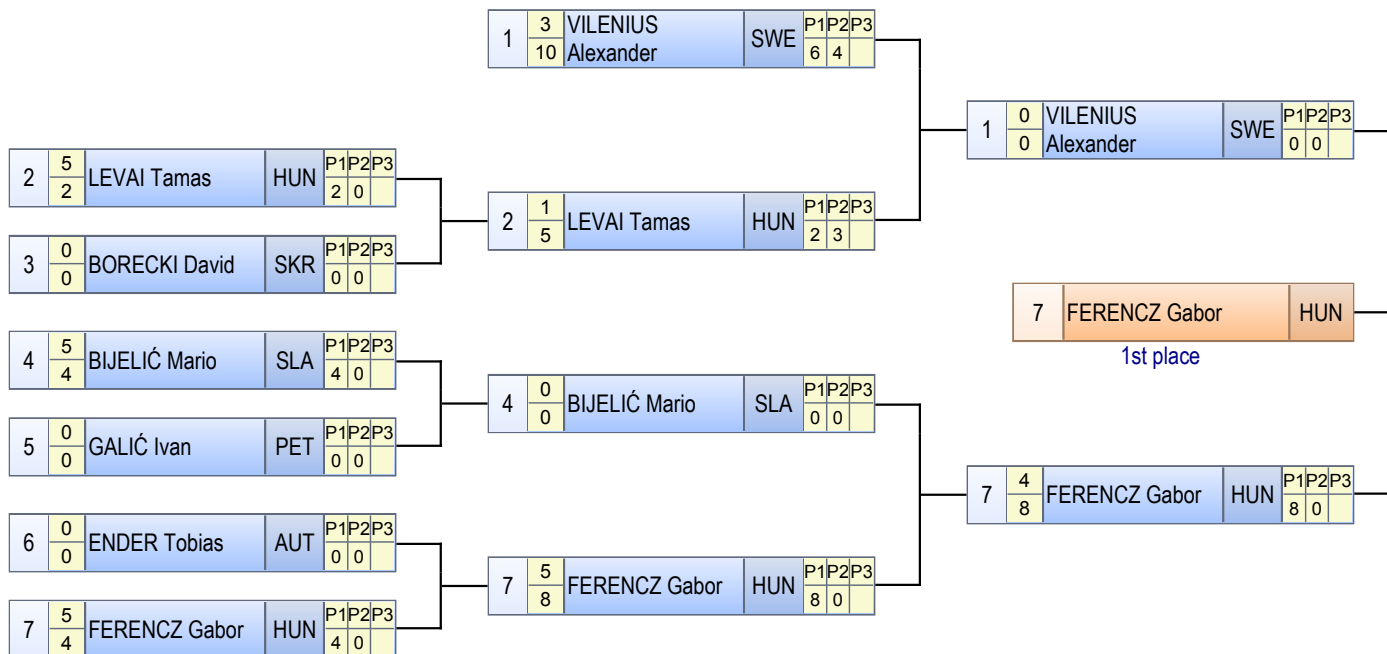 1 3 10 VILENIUS Alexander SWE P1 P2 P3 6 4
1 0 0 VILENIUS Alexander SWE P1 P2 P3 0 0
2 5 2 LEVAI Tamas HUN P1 P2 P3 2 0
2 1 5 LEVAI Tamas HUN P1 P2 P3 2 3
3 0 0 BORECKI David SKR P1 P2 P3 0 0
7 FERENCZ Gabor HUN
1st place
4 5 4 BIJELIĆ Mario SLA P1 P2 P3 4 0
4 0 0 BIJELIĆ Mario SLA P1 P2 P3 0 0
5 0 0 GALIĆ Ivan PET P1 P2 P3 0 0
7 4 8 FERENCZ Gabor HUN P1 P2 P3 8 0
6 0 0 ENDER Tobias AUT P1 P2 P3 0 0
7 5 8 FERENCZ Gabor HUN P1 P2 P3 8 0
7 5 4 FERENCZ Gabor HUN P1 P2 P3 4 0